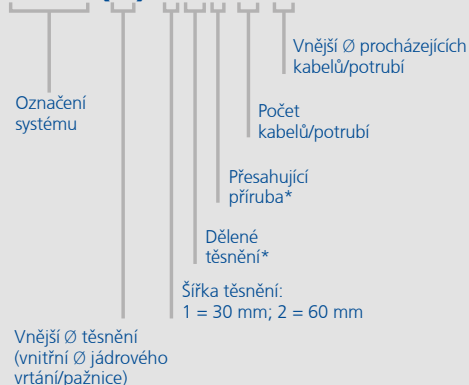 Vnější Ø procházejících
kabelů/potrubí
Označení
systému
Počet
kabelů/potrubí
Přesahující
příruba*
Dělené
těsnění*
Šířka těsnění:
1 = 30 mm; 2 = 60 mm
Vnější Ø těsnění
(vnitřní Ø jádrového
vrtání/pažnice)